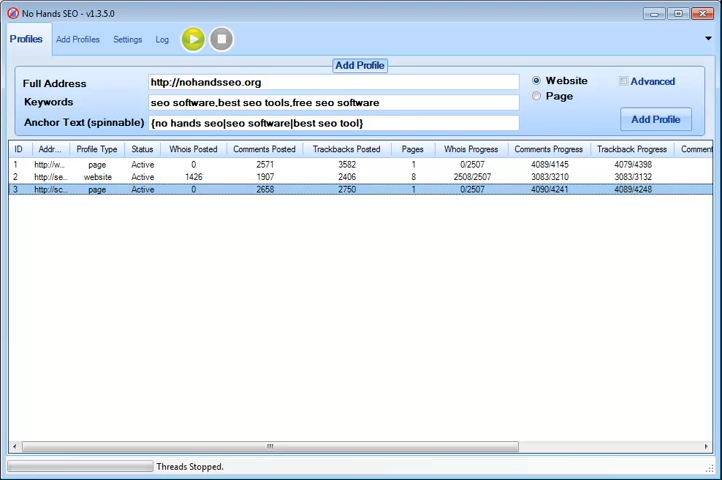 No Hands SEO - v1.3.5.0
Profiles Add Profiles Settings Log
Add Profile
Full Address http://nohandsseo.org Website Advanced
Keywords seo software,best seo tools,free seo software Page
Anchor Text (spinnable) {no hands seo|seo software|best seo tool} Add Profile
ID Addr... Profile Type Status Whois Posted Comments Posted Trackbacks Posted Pages Whois Progress Comments Progress Trackback Progress Comment
1 http://w... page Active 0 2571 3582 1 0/2507 4089/4145 4079/4398
2 http://se... website Active 1426 1907 2406 8 2508/2507 3083/3210 3083/3132
3 http://sc... page Active 0 2658 2750 1 0/2507 4090/4241 4089/4248
Threads Stopped.